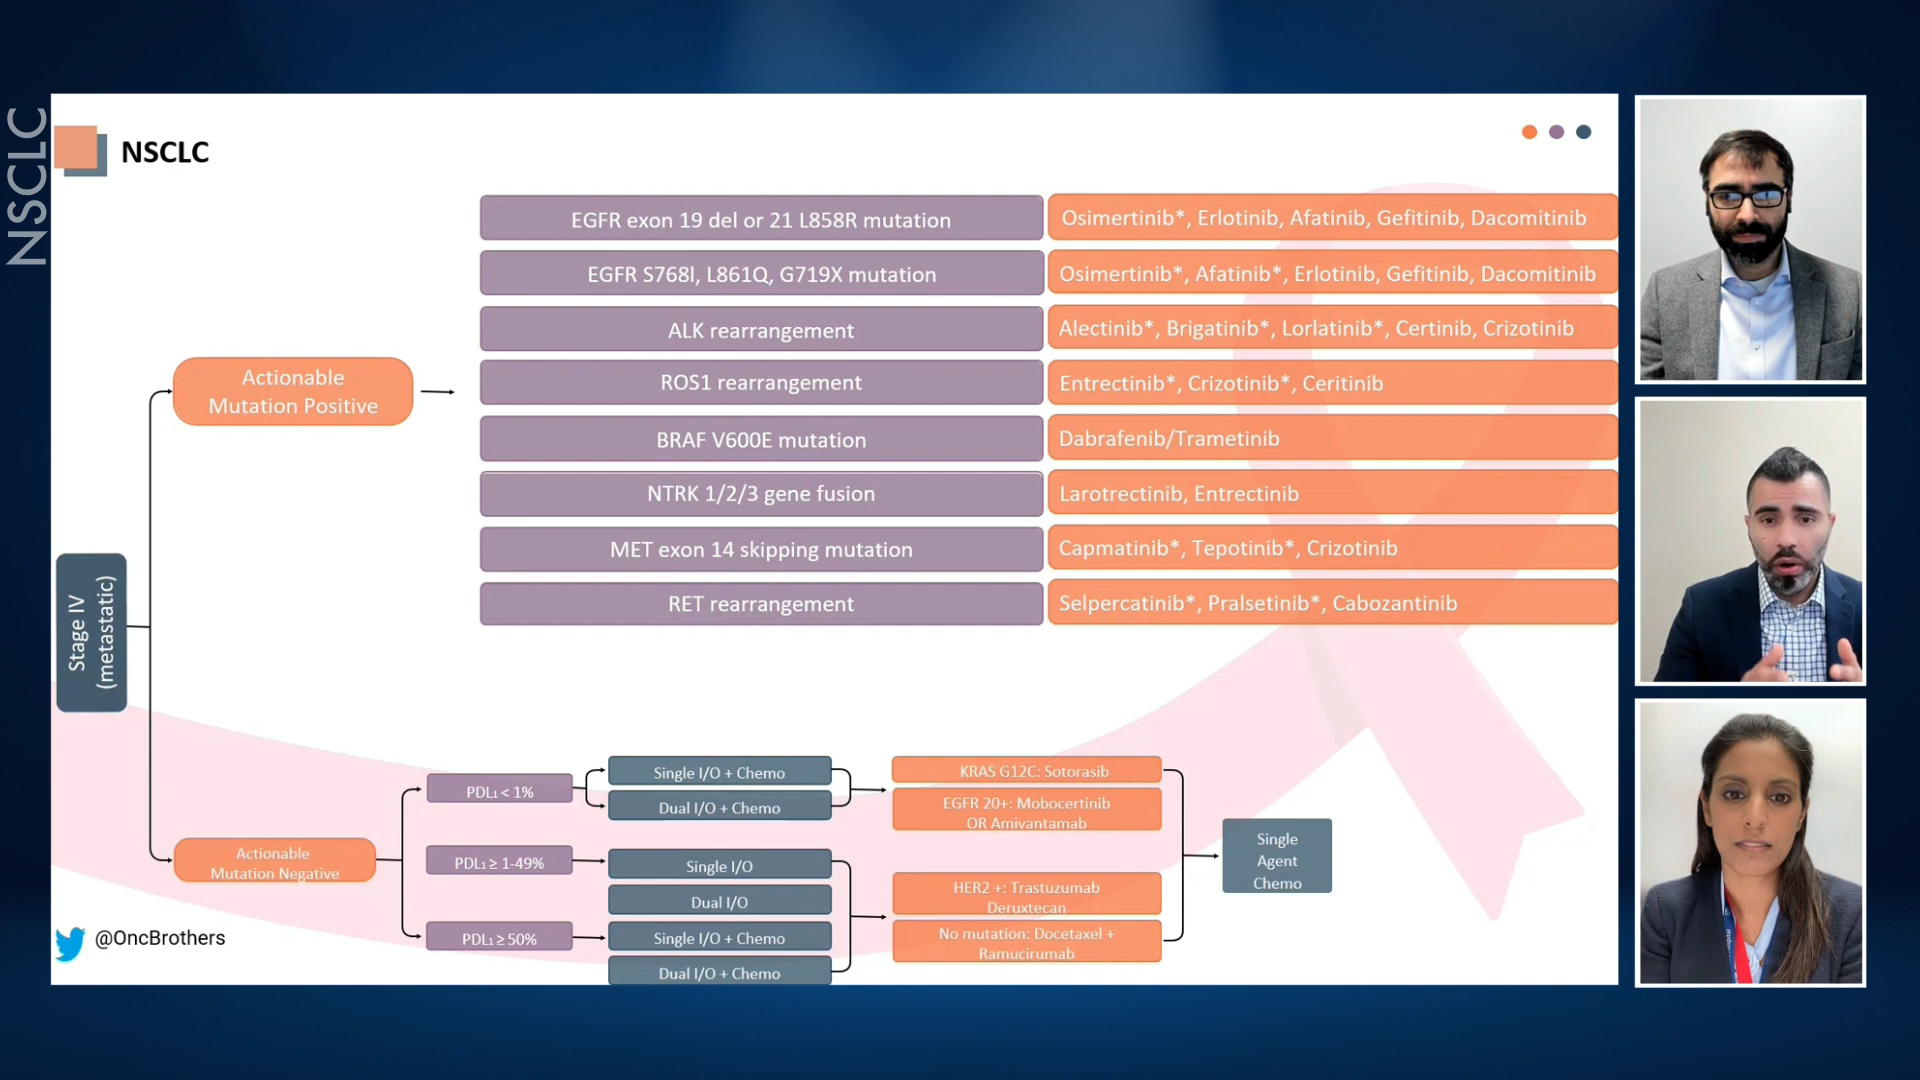 NSCLC
NSCLC
EGFR exon 19 del or 21 L858R mutation
Osimertinib*, Erlotinib, Afatinib, Gefitinib, Dacomitinib
EGFR S768I, L861Q, G719X mutation
Osimertinib*, Afatinib*, Erlotinib, Gefitinib, Dacomitinib
ALK rearrangement
Alectinib*, Brigatinib*, Lorlatinib*, Certinib, Crizotinib
Actionable
Mutation Positive
ROS1 rearrangement
Entrectinib*, Crizotinib*, Ceritinib
BRAF V600E mutation
Dabrafenib/Trametinib
NTRK 1/2/3 gene fusion
Larotrectinib, Entrectinib
MET exon 14 skipping mutation
Capmatinib*, Tepotinib*, Crizotinib
RET rearrangement
Selpercatinib*, Pralsetinib*, Cabozantinib
Stage IV
(metastatic)
Actionable
Mutation Negative
PDL1 < 1%
Single I/O + Chemo
Dual I/O + Chemo
PDL1 ≥ 1-49%
Single I/O
Dual I/O
PDL1 ≥ 50%
Single I/O + Chemo
Dual I/O + Chemo
KRAS G12C: Sotorasib
EGFR 20+: Mobocertinib
OR Amivantamab
HER2 +: Trastuzumab
Deruxtecan
No mutation: Docetaxel +
Ramucirumab
Single
Agent
Chemo
@OncBrothers